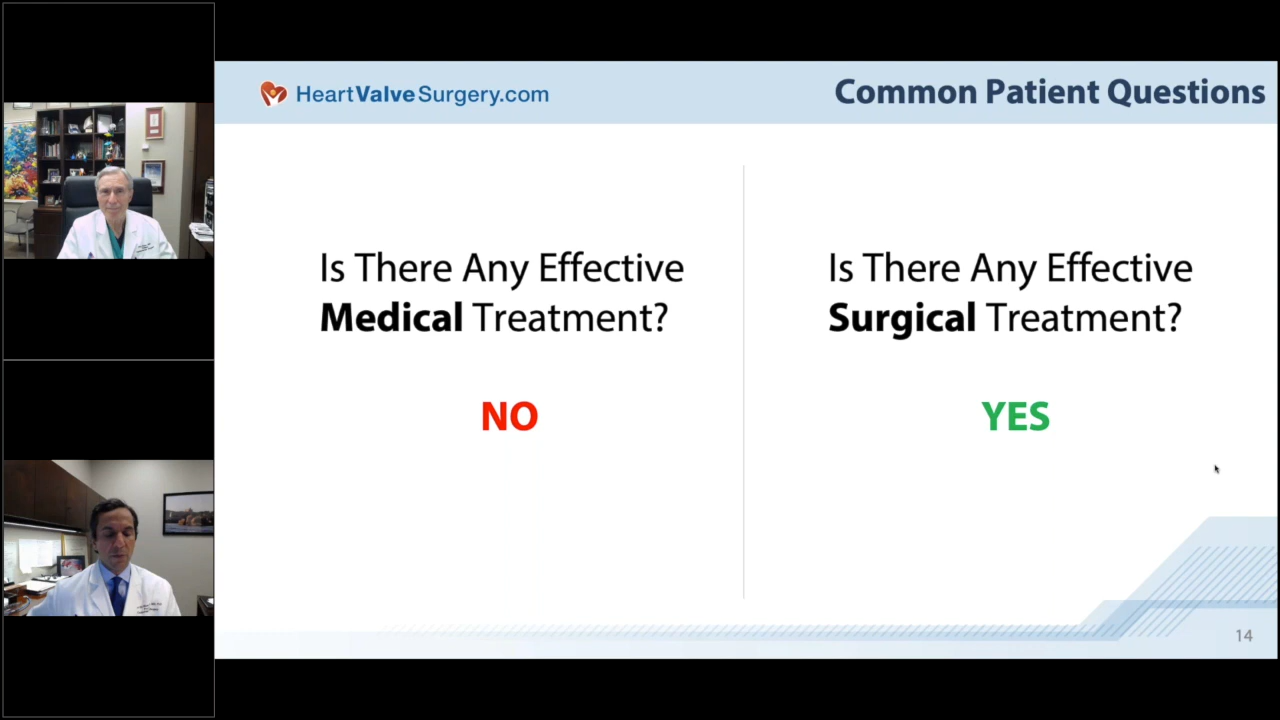 HeartValveSurgery.com
Common Patient Questions
Is There Any Effective
Medical Treatment?
NO
Is There Any Effective
Surgical Treatment?
YES
14